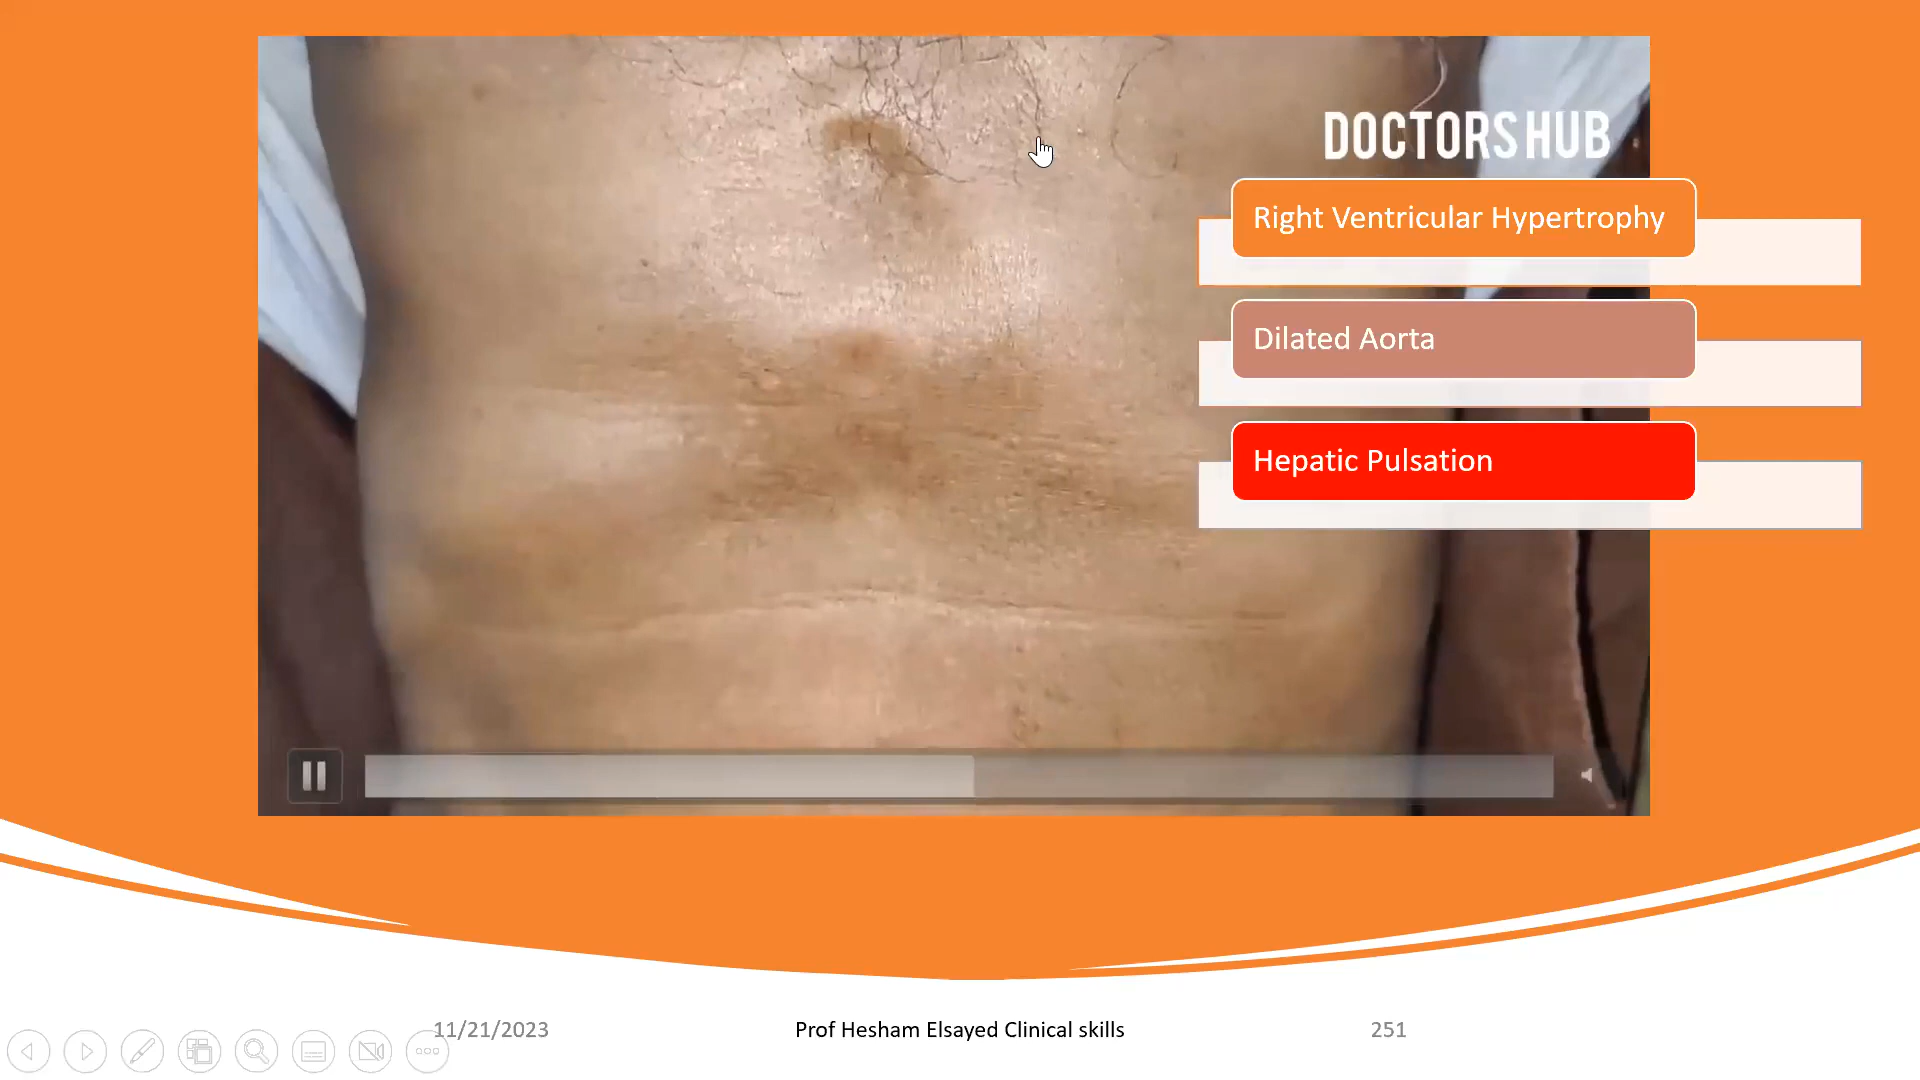 DOCTORS HUB
Right Ventricular Hypertrophy
Dilated Aorta
Hepatic Pulsation
11/21/2023
Prof Hesham Elsayed Clinical skills
251